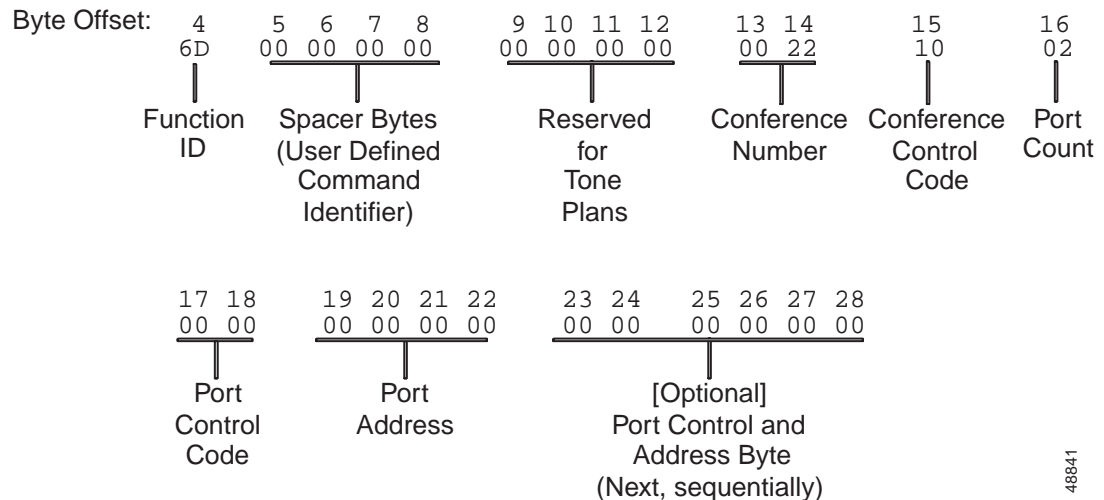 Byte Offset: 4 5 6 7 8 9 10 11 12 13 14 15 16
6D 00 00 00 00 00 00 00 00 00 22 10 02
Function ID
Spacer Bytes
(User Defined
Command
Identifier)
Reserved
for
Tone
Plans
Conference
Number
Conference
Control
Code
Port
Count
17 18 19 20 21 22 23 24 25 26 27 28
00 00 00 00 00 00 00 00 00 00 00 00
Port
Control
Code
Port
Address
[Optional]
Port Control and
Address Byte
(Next, sequentially)
48841